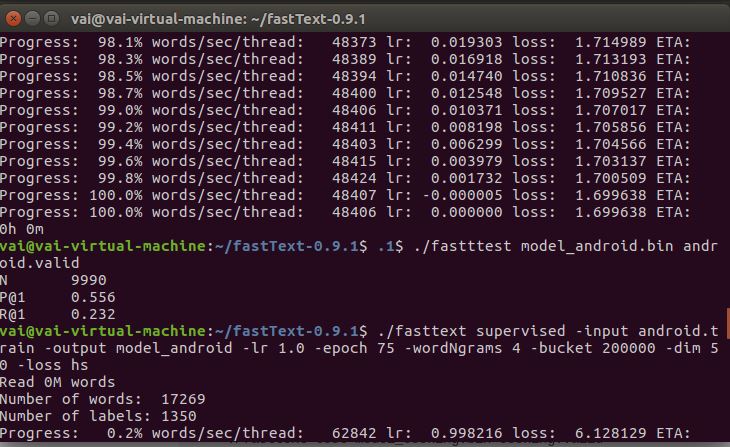 vai@vai-virtual-machine: ~/fastText-0.9.1
Progress:  98.1% words/sec/thread:   48373 lr:  0.019303 loss:  1.714989 ETA:
Progress:  98.3% words/sec/thread:   48389 lr:  0.016918 loss:  1.713193 ETA:
Progress:  98.5% words/sec/thread:   48394 lr:  0.014740 loss:  1.710836 ETA:
Progress:  98.7% words/sec/thread:   48400 lr:  0.012548 loss:  1.709527 ETA:
Progress:  99.0% words/sec/thread:   48406 lr:  0.010371 loss:  1.707017 ETA:
Progress:  99.2% words/sec/thread:   48411 lr:  0.008198 loss:  1.705856 ETA:
Progress:  99.4% words/sec/thread:   48403 lr:  0.006299 loss:  1.704566 ETA:
Progress:  99.6% words/sec/thread:   48415 lr:  0.003979 loss:  1.703137 ETA:
Progress:  99.8% words/sec/thread:   48424 lr:  0.001732 loss:  1.700509 ETA:
Progress: 100.0% words/sec/thread:   48407 lr: -0.000005 loss:  1.699638 ETA:
Progress: 100.0% words/sec/thread:   48406 lr:  0.000000 loss:  1.699638 ETA:
0h 0m
vai@vai-virtual-machine:~/fastText-0.9.1$ .1$ ./fastttest model_android.bin andr
oid.valid
N       9990
P@1     0.556
R@1     0.232
vai@vai-virtual-machine:~/fastText-0.9.1$ ./fasttext supervised -input android.t
rain -output model_android -lr 1.0 -epoch 75 -wordNgrams 4 -bucket 200000 -dim 5
0 -loss hs
Read 0M words
Number of words:  17269
Number of labels: 1350
Progress:   0.2% words/sec/thread:   62842 lr:  0.998216 loss:  6.128129 ETA: